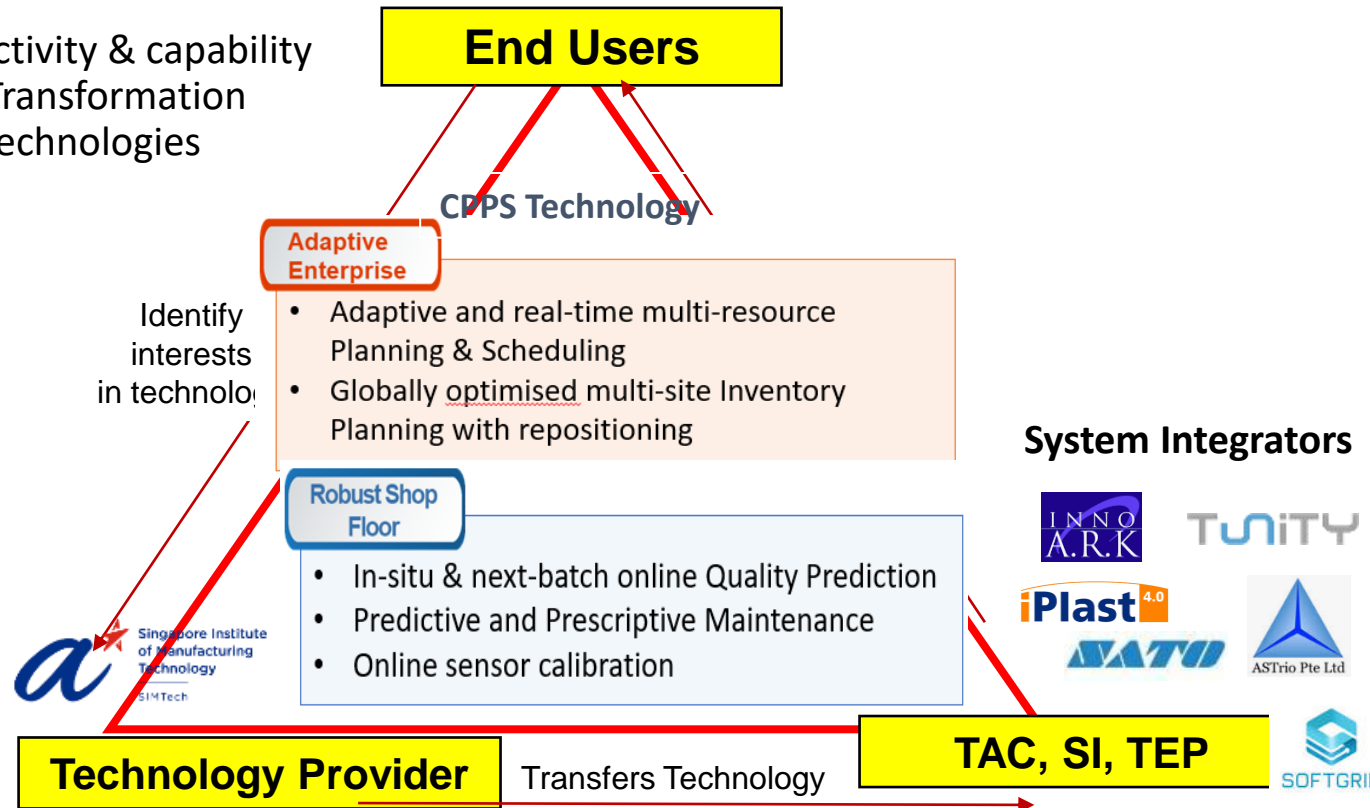 End Users
ctivity & capability
Transformation
echnologies
CPPS Technology
Adaptive
Enterprise
Identify
interests
in technolo
• Adaptive and real-time multi-resource
Planning & Scheduling
• Globally optimised multi-site Inventory
Planning with repositioning
System Integrators
Robust Shop
Floor
• In-situ & next-batch online Quality Prediction
• Predictive and Prescriptive Maintenance
• Online sensor calibration
INNO
A.R.K
TUNiTY
iPlast 4.0
SATO
ASTrio Pte Ltd
a
Singapore Institute
of Manufacturing
Technology
SIMTech
Technology Provider
Transfers Technology
TAC, SI, TEP
SOFTGRI